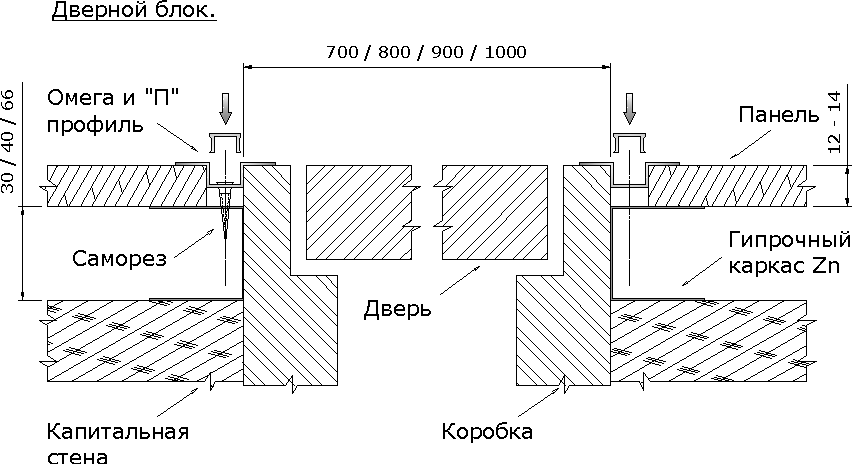 Дверной блок.
700 / 800 / 900 / 1000
Омега и "П"
профиль
30 / 40 / 66
Панель
12 - 14
Саморез
Гипрочный
каркас Zn
Дверь
Капитальная
стена
Коробка